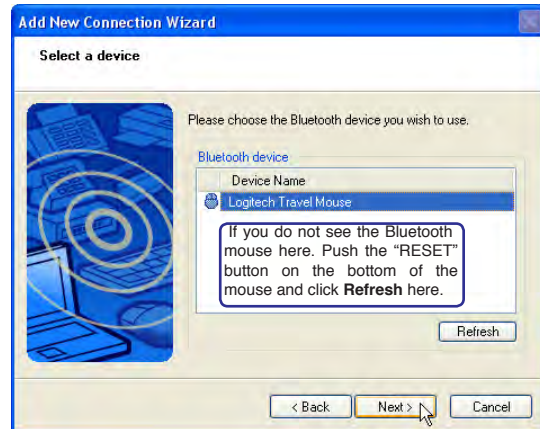 Add New Connection Wizard
Select a device
Please choose the Bluetooth device you wish to use.
Bluetooth device
Device Name
Logitech Travel Mouse
If you do not see the Bluetooth
mouse here. Push the “RESET”
button on the bottom of the
mouse and click Refresh here.
Refresh
< Back
Next >
Cancel